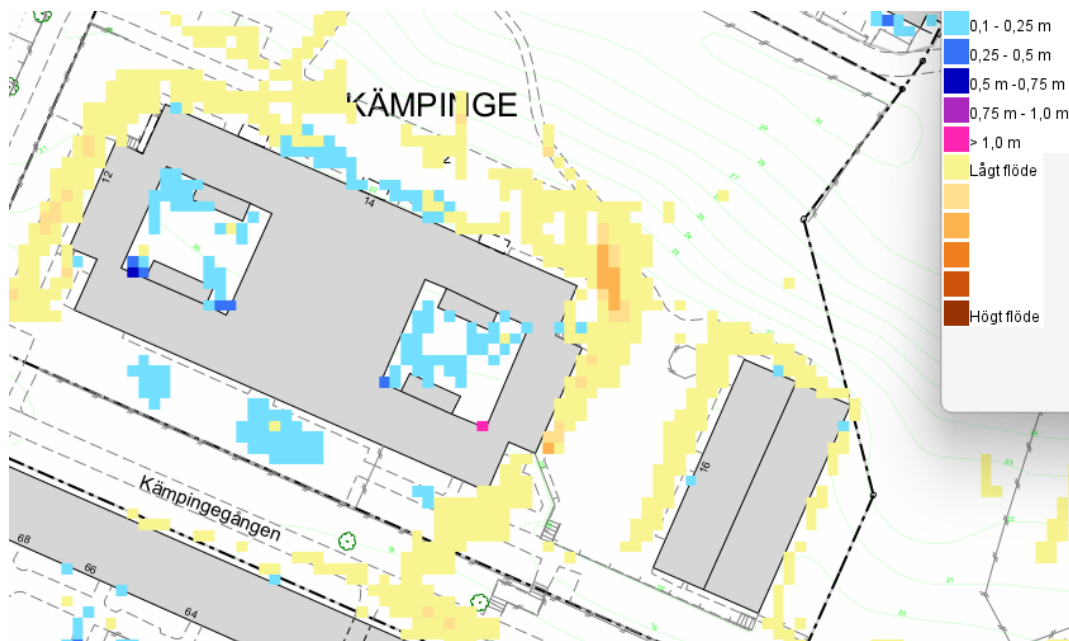 0,1 - 0,25 m
0,25 - 0,5 m
0,5 m -0,75 m
0,75 m - 1,0 m
> 1,0 m
Lågt flöde
Högt flöde
KÄMPINGE
12
14
16
Kämpingegången
68
66
64